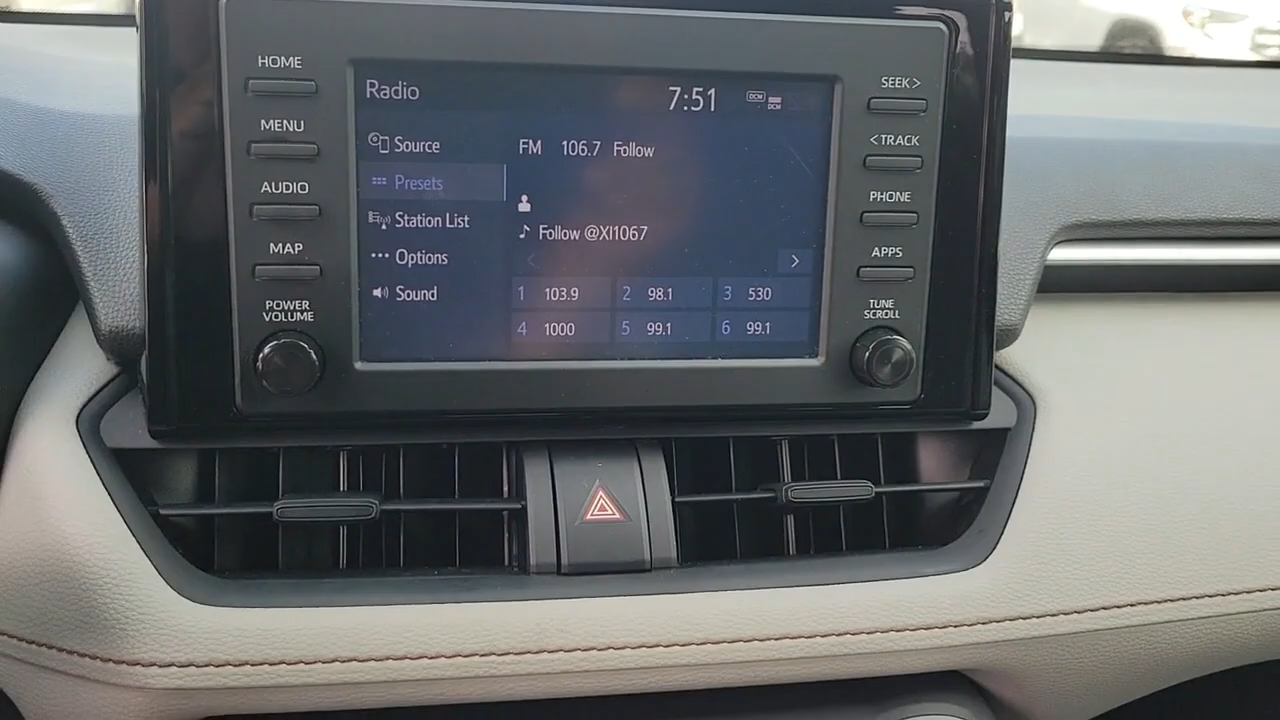 HOME
MENU
AUDIO
MAP
POWER
VOLUME
Radio
7:51
DCM
DCM
Source
Presets
Station List
Options
Sound
FM 106.7 Follow
Follow @XI1067
< >
1 103.9 2 98.1 3 530
4 1000 5 99.1 6 99.1
SEEK >
< TRACK
PHONE
APPS
TUNE
SCROLL